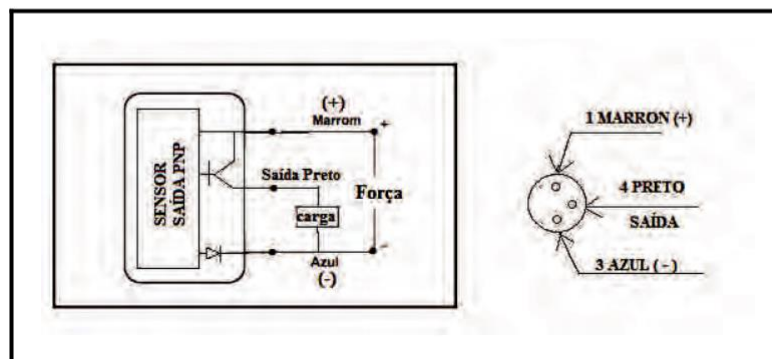 SENSOR
SAÍDA PNP
(+)
Marrom
+
Saída Preto
Força
carga
-
Azul
(-)
1 MARRON (+)
4 PRETO
SAÍDA
3 AZUL ( - )